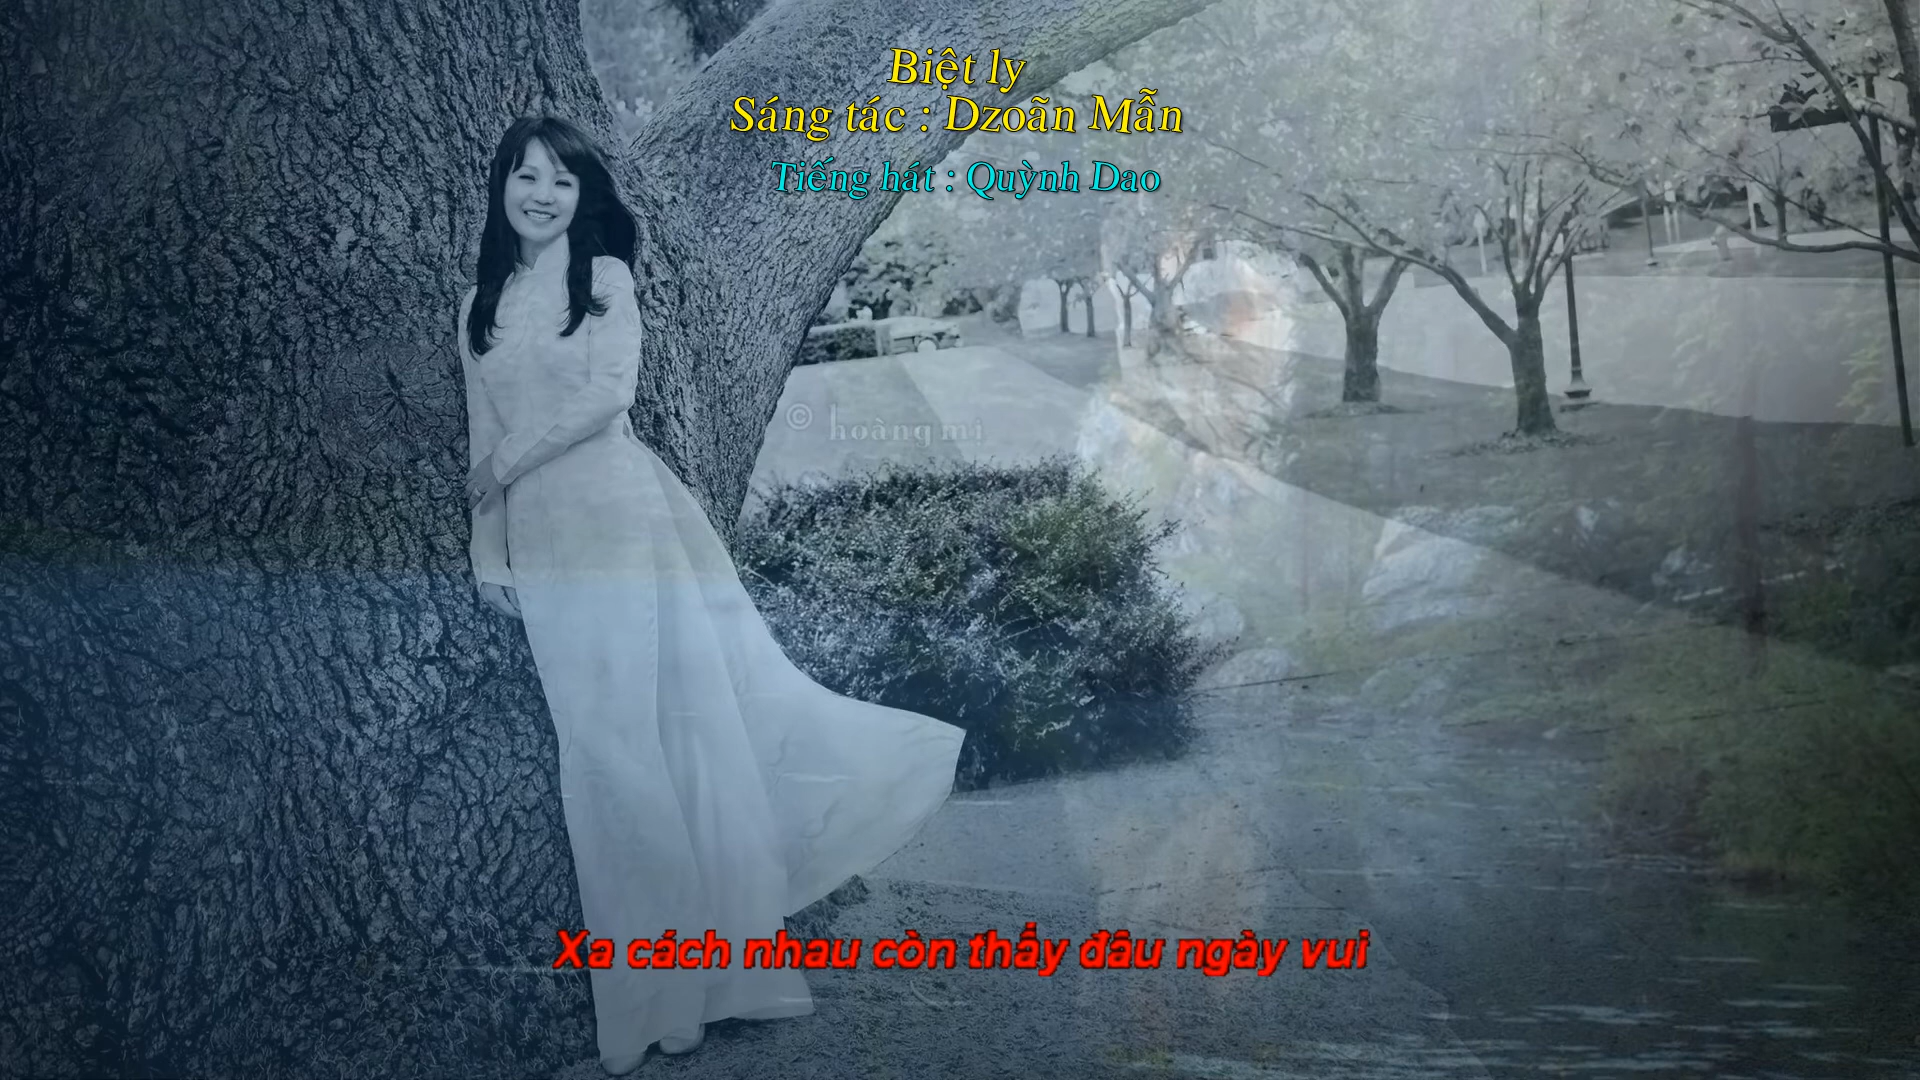 Biệt ly
Sáng tác : Dzoãn Mẫn
Tiếng hát : Quỳnh Dao
© hoàng mi
Xa cách nhau còn thấy đâu ngày vui